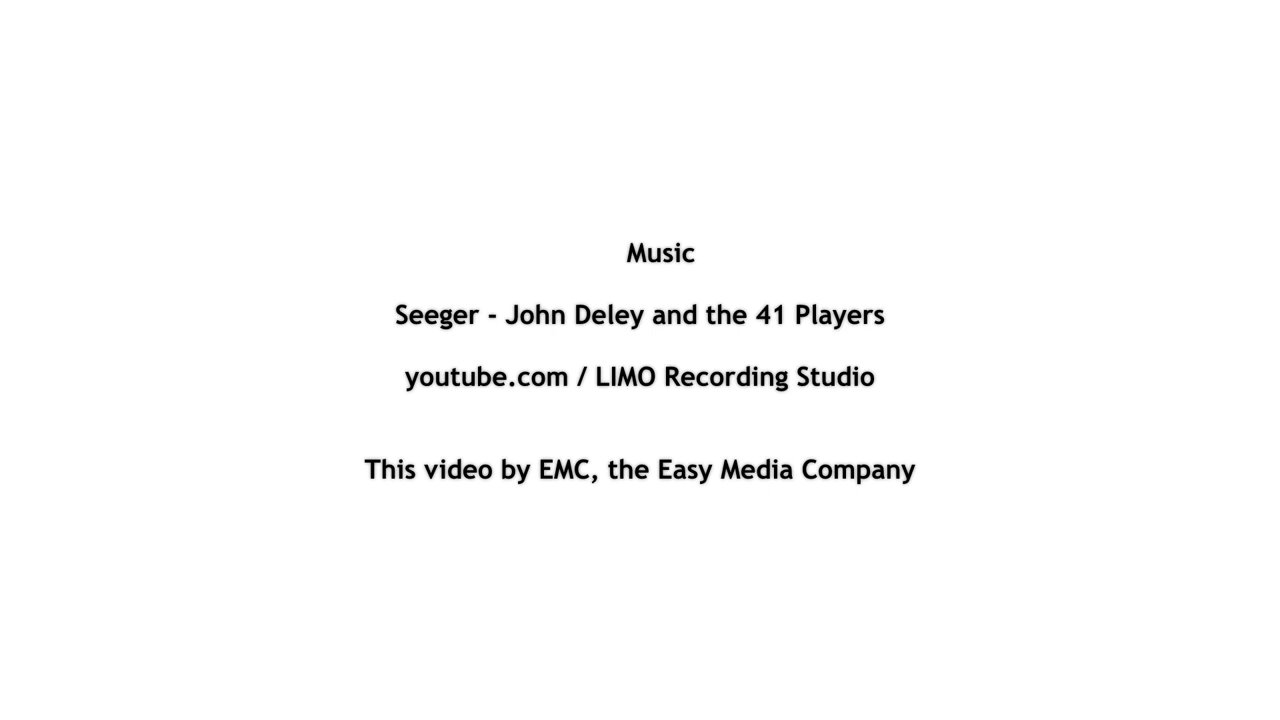 Music
Seeger - John Deley and the 41 Players
youtube.com / LIMO Recording Studio
This video by EMC, the Easy Media Company